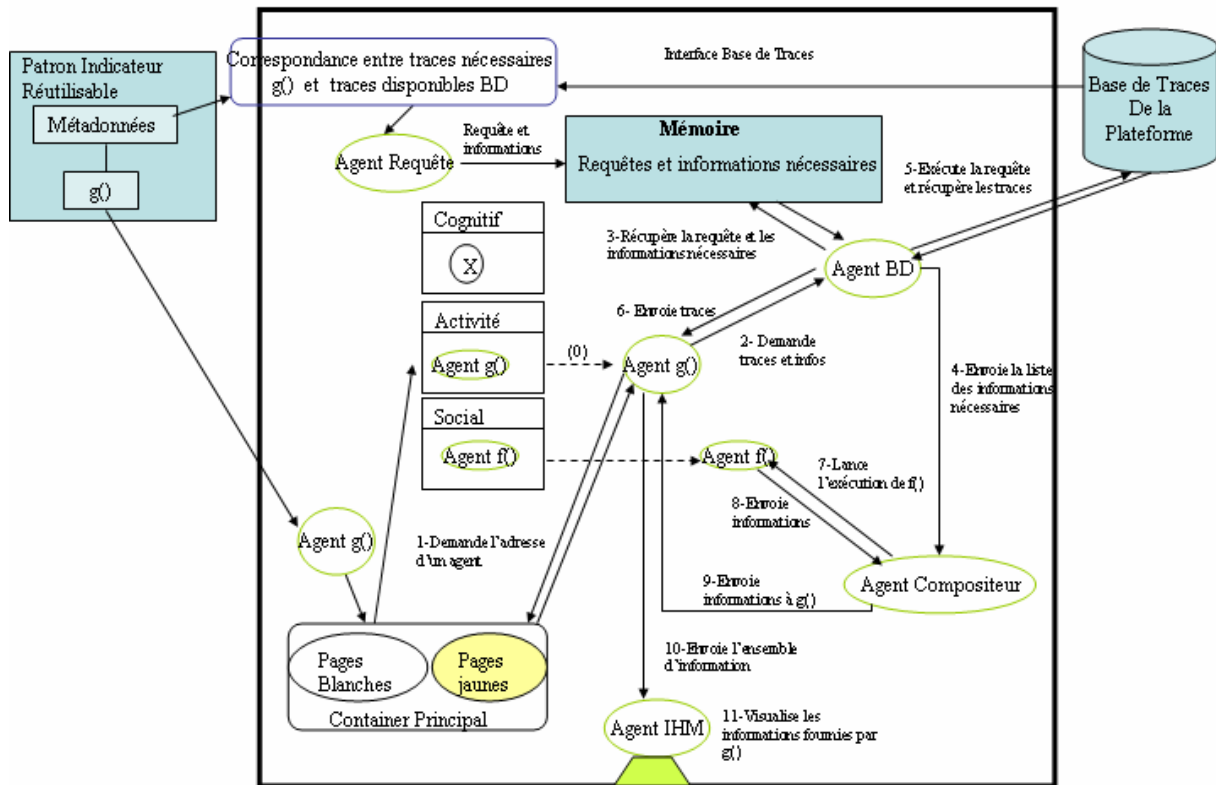 Patron Indicateur
Réutilisable
Métadonnées
g()
Correspondance entre traces nécessaires
g() et traces disponibles BD
Interface Base de Traces
Base de Traces
De la
Plateforme
Agent Requête
Requête et
informations
Mémoire
Requêtes et informations nécessaires
5-Exécute la requête
et récupère les traces
Cognitif
X
3-Récupère la requête et les
informations nécessaires
Agent BD
Activité
Agent g()
(0)
6- Envoie traces
Agent g()
2- Demande
traces et infos
4-Envoie la liste
des informations
nécessaires
Social
Agent f()
Agent f()
7-Lance
l'exécution de f()
8-Envoie
informations
Agent g()
1-Demande l'adresse
d'un agent
9-Envoie
informations à g()
Agent Compositeur
Pages
Blanches
Pages
jaunes
Container Principal
10-Envoie l'ensemble
d'information
Agent IHM
11-Visualise les
informations fournies par
g()